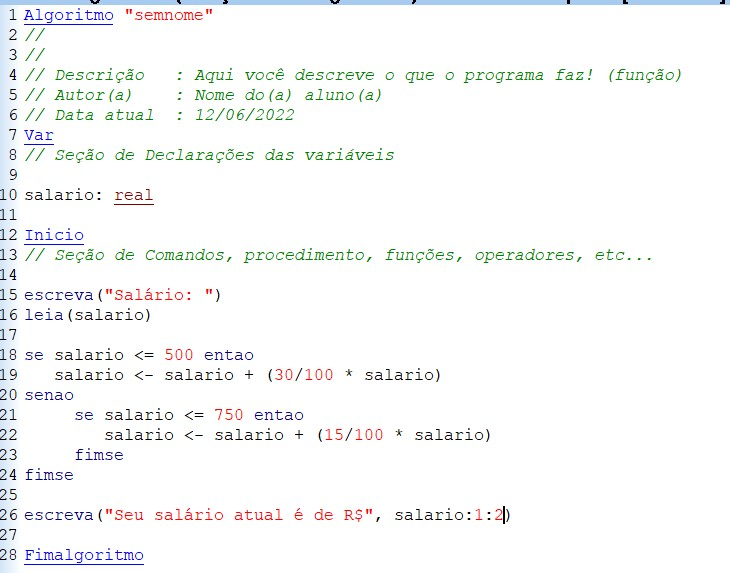 1 Algoritmo "semnome"
2 //
3 //
4 // Descrição   : Aqui você descreve o que o programa faz! (função)
5 // Autor(a)    : Nome do(a) aluno(a)
6 // Data atual  : 12/06/2022
7 Var
8 // Seção de Declarações das variáveis
9
10 salario: real
11
12 Inicio
13 // Seção de Comandos, procedimento, funções, operadores, etc...
14
15 escreva("Salário: ")
16 leia(salario)
17
18 se salario <= 500 entao
19    salario <- salario + (30/100 * salario)
20 senao
21      se salario <= 750 entao
22         salario <- salario + (15/100 * salario)
23      fimse
24 fimse
25
26 escreva("Seu salário atual é de R$", salario:1:2)
27
28 Fimalgoritmo